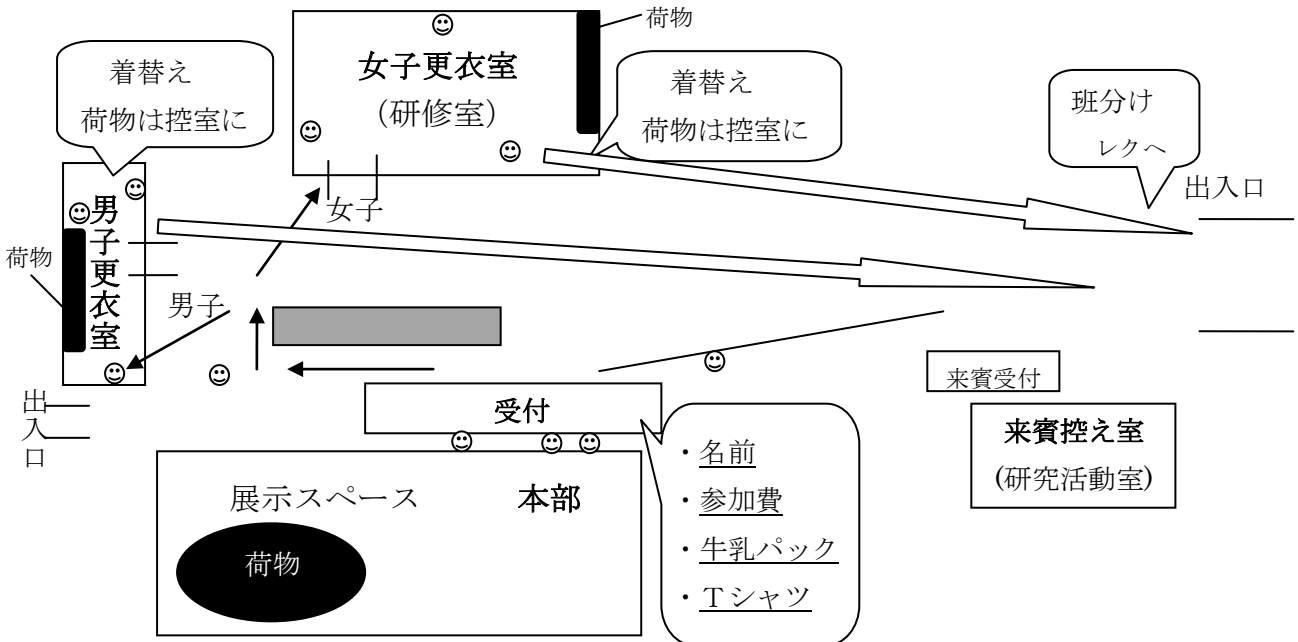 荷物
女子更衣室
(研修室)
着替え
荷物は控室に
着替え
荷物は控室に
班分け
レクへ
出入口
女子
男子更衣室
荷物
男子
来賓受付
出入口
受付
来賓控え室
(研究活動室)
・名前
・参加費
・牛乳パック
・Tシャツ
展示スペース 本部
荷物